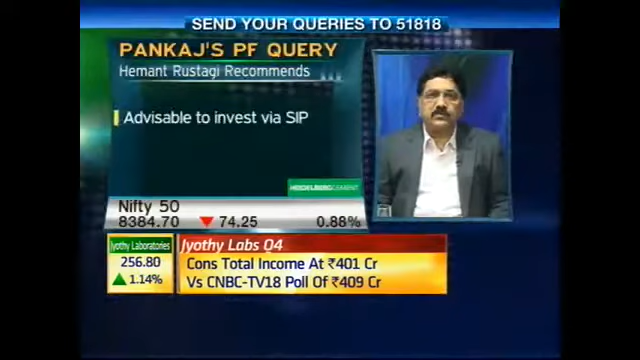 SEND YOUR QUERIES TO 51818
PANKAJ'S PF QUERY
Hemant Rustagi Recommends
Advisable to invest via SIP
HEIDELBERGCEMENT
Nifty 50
8384.70 74.25 0.88%
Jyothy Laboratories
256.80
1.14%
Jyothy Labs Q4
Cons Total Income At ₹401 Cr
Vs CNBC-TV18 Poll Of ₹409 Cr